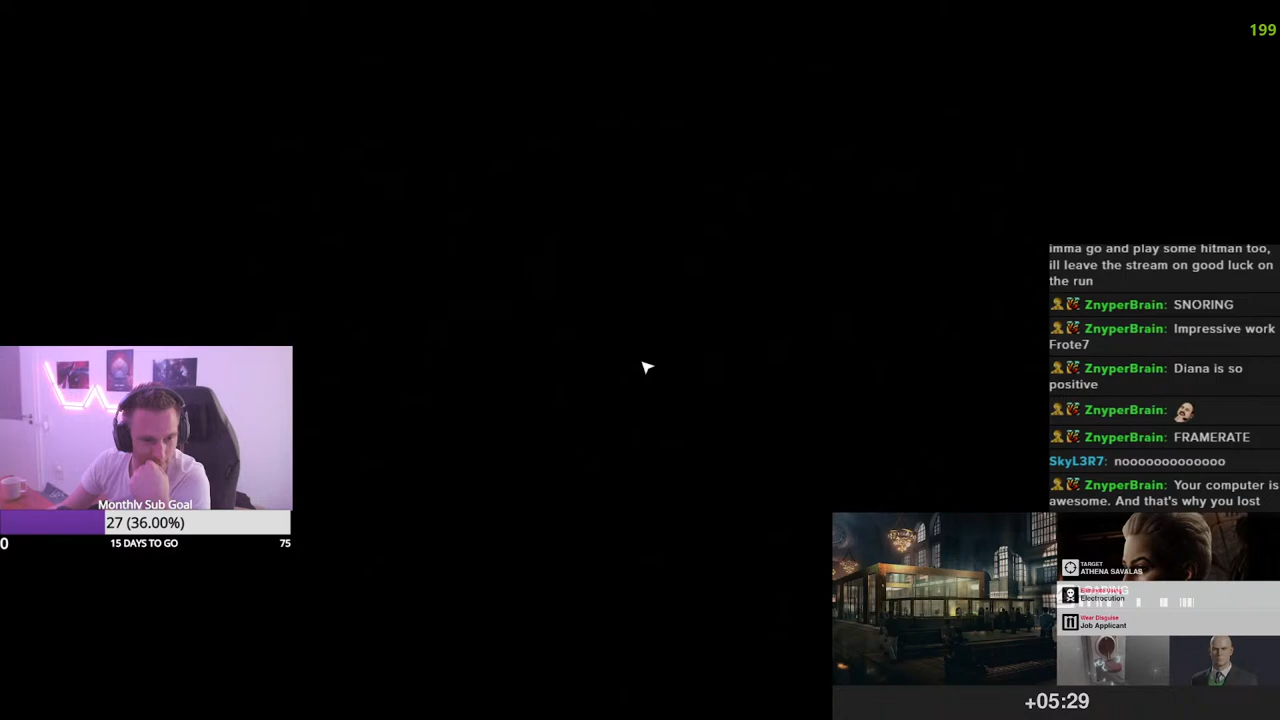 199
imma go and play some hitman too,
ill leave the stream on good luck on
the run
ZnyperBrain: SNORING
ZnyperBrain: Impressive work
Frote7
ZnyperBrain: Diana is so
positive
ZnyperBrain:
ZnyperBrain: FRAMERATE
SkyL3R7: nooooooooooooo
ZnyperBrain: Your computer is
awesome. And that's why you lost
Monthly Sub Goal
27 (36.00%)
0
15 DAYS TO GO
75
TARGET
ATHENA SAVALAS
LOADING
Electrocution
Wear Disguise
Job Applicant
+05:29